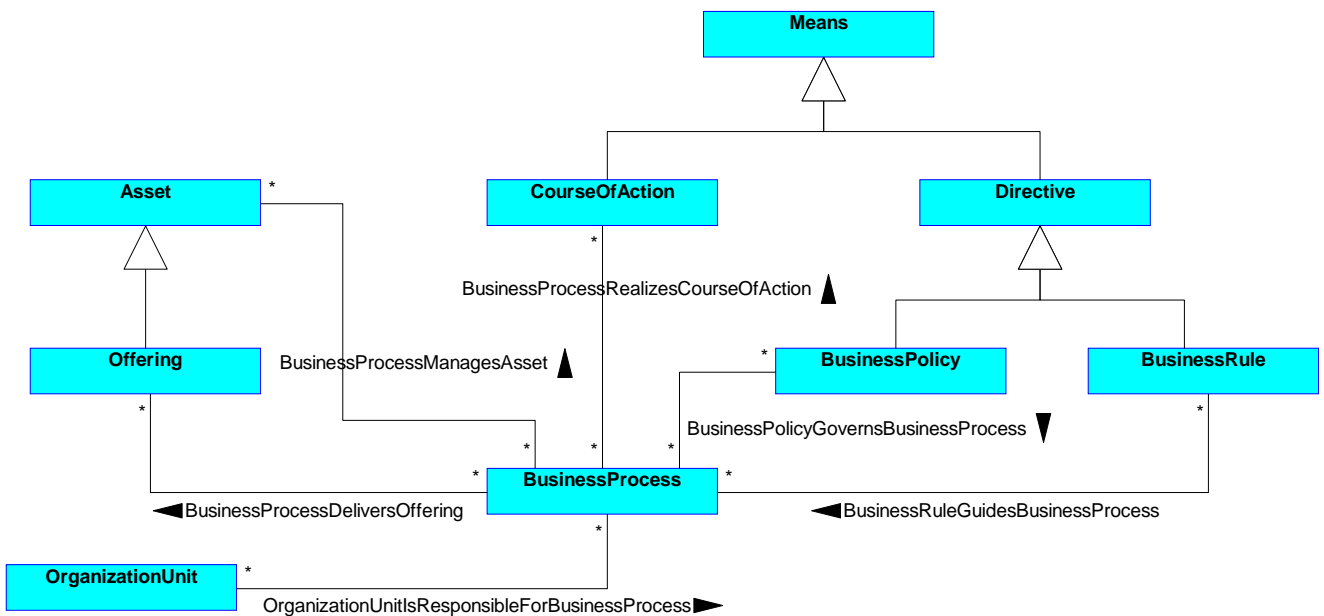 Means
Asset
*
CourseOfAction
Directive
*
BusinessProcessRealizesCourseOfAction
Offering
BusinessProcessManagesAsset
*
BusinessPolicy
BusinessRule
*
*
BusinessPolicyGovernsBusinessProcess
*
*
*
*
*
BusinessProcess
*
BusinessProcessDeliversOffering
BusinessRuleGuidesBusinessProcess
*
OrganizationUnit
*
OrganizationUnitIsResponsibleForBusinessProcess